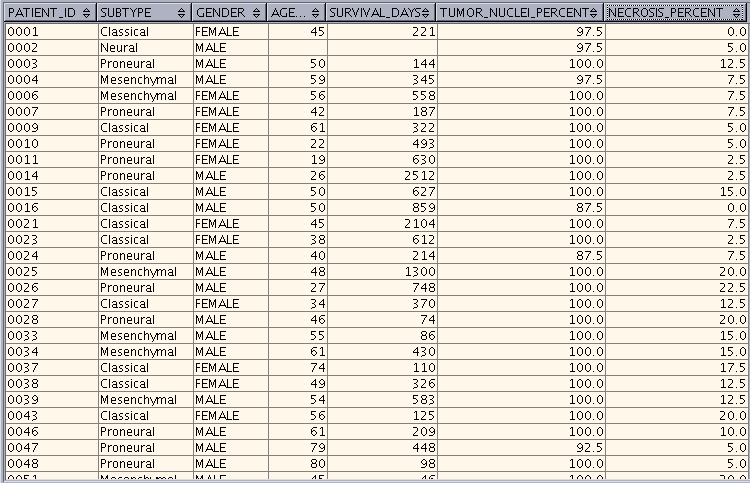 PATIENT_ID SUBTYPE GENDER AGE... SURVIVAL_DAYS TUMOR_NUCLEI_PERCENT NECROSIS_PERCENT
0001 Classical FEMALE 45 221 97.5 0.0
0002 Neural MALE 97.5 5.0
0003 Proneural MALE 50 144 100.0 12.5
0004 Mesenchymal MALE 59 345 97.5 7.5
0006 Mesenchymal FEMALE 56 558 100.0 7.5
0007 Proneural FEMALE 42 187 100.0 7.5
0009 Classical FEMALE 61 322 100.0 5.0
0010 Proneural FEMALE 22 493 100.0 5.0
0011 Proneural FEMALE 19 630 100.0 2.5
0014 Proneural MALE 26 2512 100.0 2.5
0015 Classical MALE 50 627 100.0 15.0
0016 Classical MALE 50 859 87.5 0.0
0021 Classical FEMALE 45 2104 100.0 7.5
0023 Classical FEMALE 38 612 100.0 2.5
0024 Proneural MALE 40 214 87.5 7.5
0025 Mesenchymal MALE 48 1300 100.0 20.0
0026 Proneural MALE 27 748 100.0 22.5
0027 Classical FEMALE 34 370 100.0 12.5
0028 Proneural MALE 46 74 100.0 20.0
0033 Mesenchymal MALE 55 86 100.0 15.0
0034 Mesenchymal MALE 61 430 100.0 15.0
0037 Classical FEMALE 74 110 100.0 17.5
0038 Classical FEMALE 49 326 100.0 12.5
0039 Mesenchymal MALE 54 583 100.0 12.5
0043 Classical FEMALE 56 125 100.0 20.0
0046 Proneural MALE 61 209 100.0 10.0
0047 Proneural MALE 79 448 92.5 5.0
0048 Proneural MALE 80 98 100.0 5.0
0051 Mesenchymal MALE 45 46 100.0 20.0